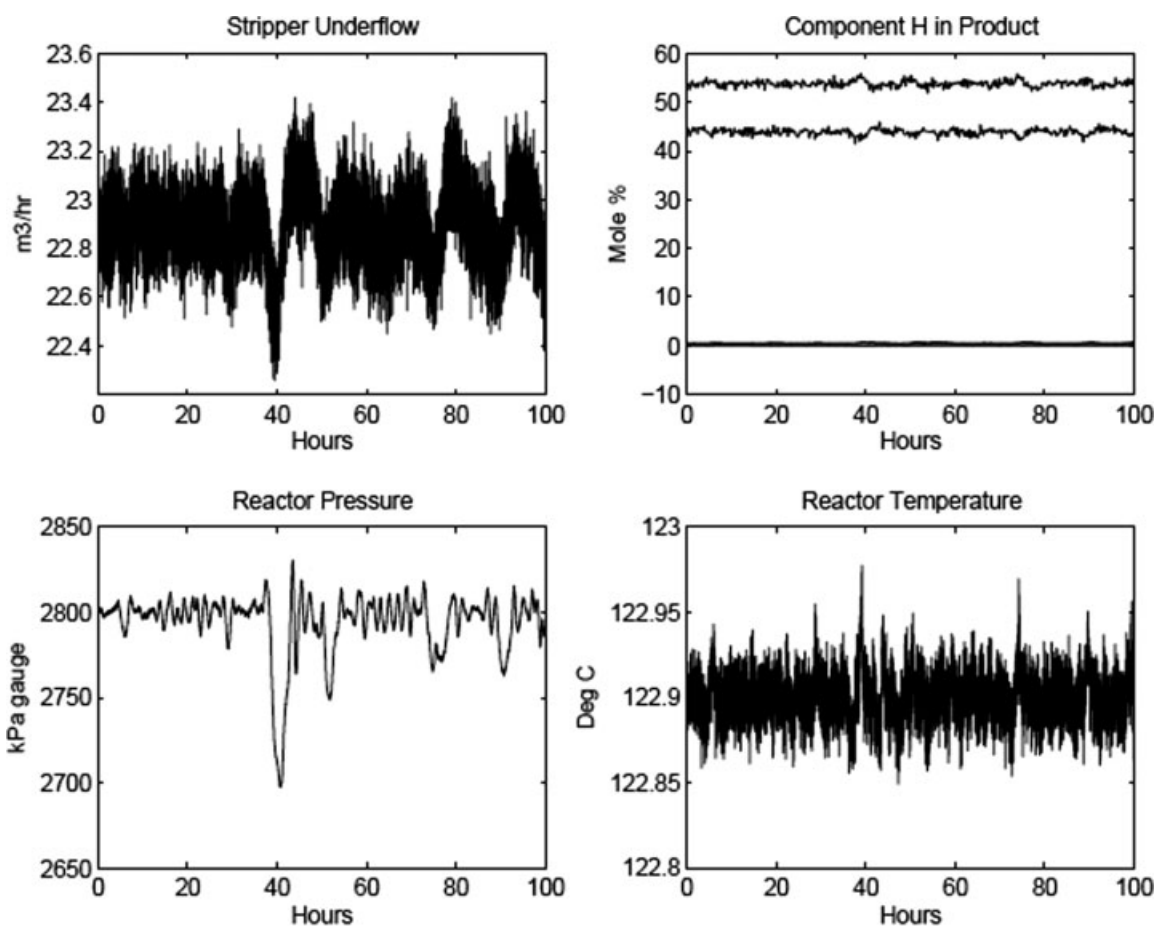 Stripper Underflow
23.6
23.4
23.2
23
22.8
22.6
22.4
m3/hr
0 20 40 60 80 100
Hours
Component H in Product
60
50
40
30
20
10
0
−10
Mole %
0 20 40 60 80 100
Hours
Reactor Pressure
2850
2800
2750
2700
2650
kPa gauge
0 20 40 60 80 100
Hours
Reactor Temperature
123
122.95
122.9
122.85
122.8
Deg C
0 20 40 60 80 100
Hours